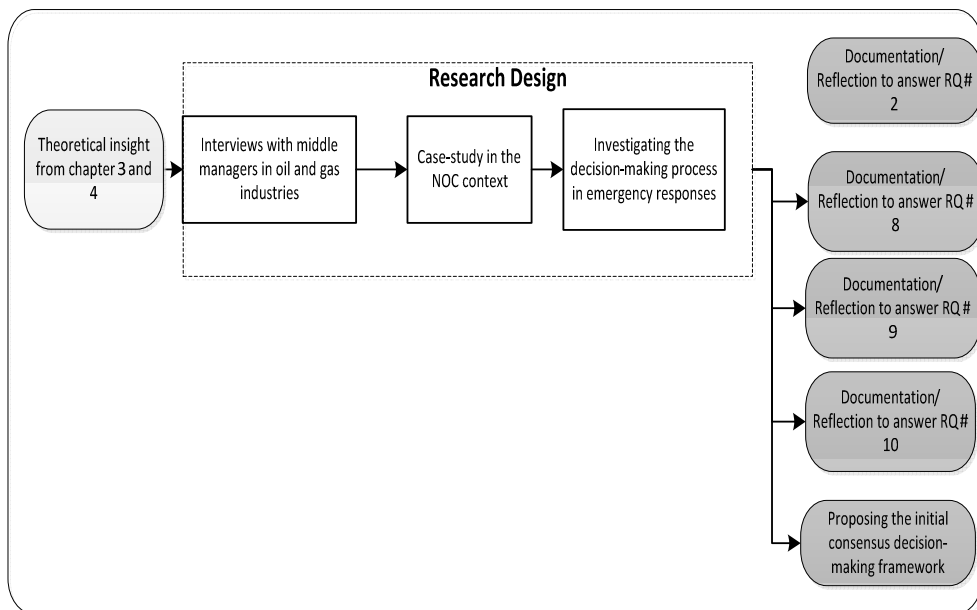 Research Design
Theoretical insight
from chapter 3 and
4
Interviews with middle
managers in oil and gas
industries
Case-study in the
NOC context
Investigating the
decision-making process
in emergency responses
Documentation/
Reflection to answer RQ#
2
Documentation/
Reflection to answer RQ#
8
Documentation/
Reflection to answer RQ#
9
Documentation/
Reflection to answer RQ#
10
Proposing the initial
consensus decision-
making framework